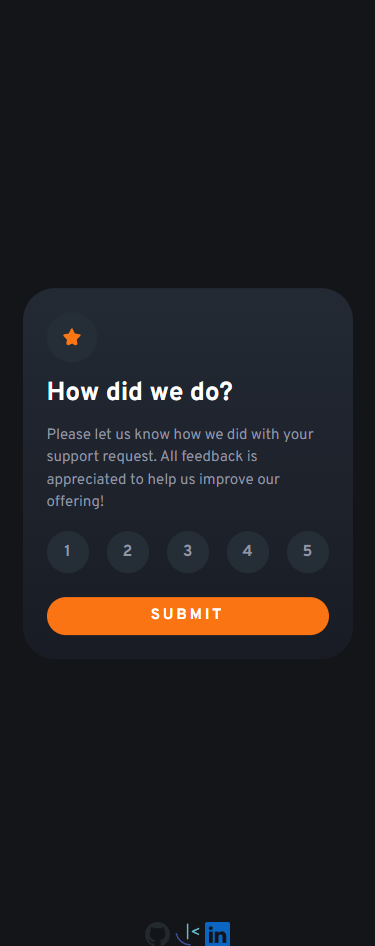 How did we do?
Please let us know how we did with your
support request. All feedback is
appreciated to help us improve our
offering!
1 2 3 4 5
SUBMIT
in